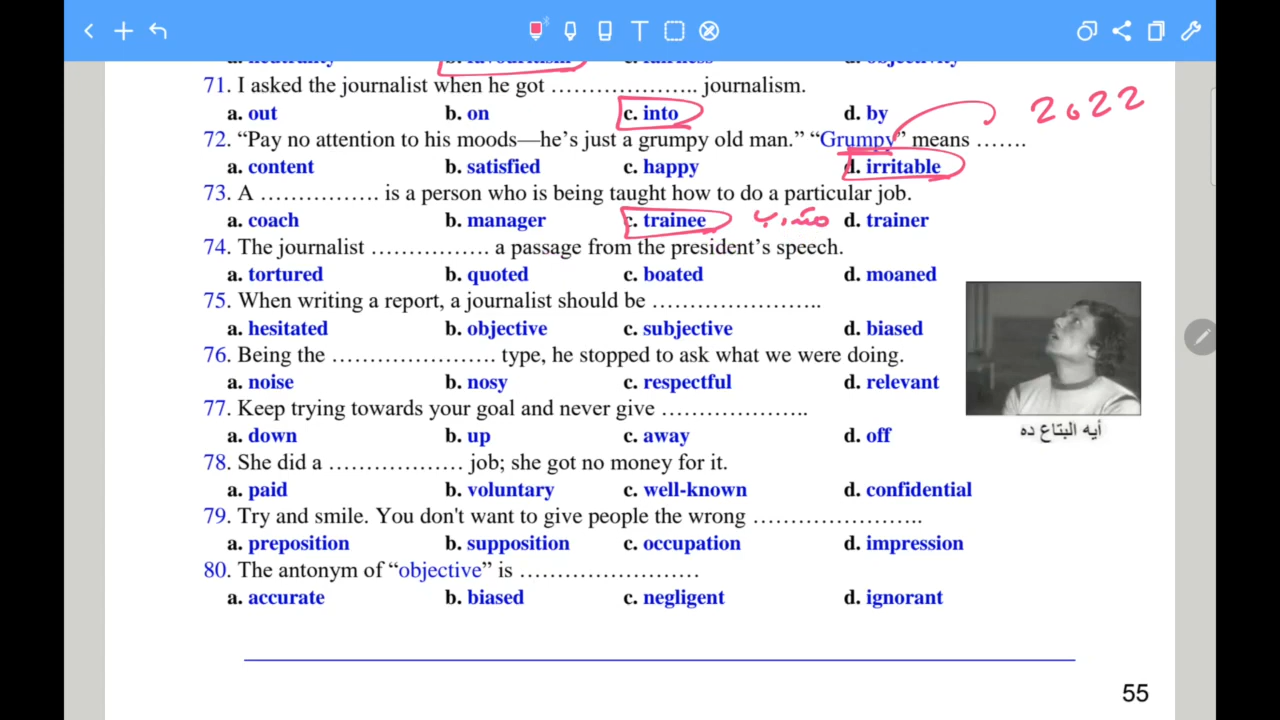 71. I asked the journalist when he got ………………….. journalism.
a. out b. on c. into d. by
2022
72. “Pay no attention to his moods—he’s just a grumpy old man.” “Grumpy” means …….
a. content b. satisfied c. happy d. irritable
73. A ……………. is a person who is being taught how to do a particular job.
a. coach b. manager c. trainee متدرب d. trainer
74. The journalist ……………. a passage from the president’s speech.
a. tortured b. quoted c. boated d. moaned
75. When writing a report, a journalist should be …………………..
a. hesitated b. objective c. subjective d. biased
76. Being the …………………. type, he stopped to ask what we were doing.
a. noise b. nosy c. respectful d. relevant
77. Keep trying towards your goal and never give ………………..
a. down b. up c. away d. off
أيه البتاع ده
78. She did a ……………… job; she got no money for it.
a. paid b. voluntary c. well-known d. confidential
79. Try and smile. You don't want to give people the wrong …………………..
a. preposition b. supposition c. occupation d. impression
80. The antonym of “objective” is ……………………
a. accurate b. biased c. negligent d. ignorant
55